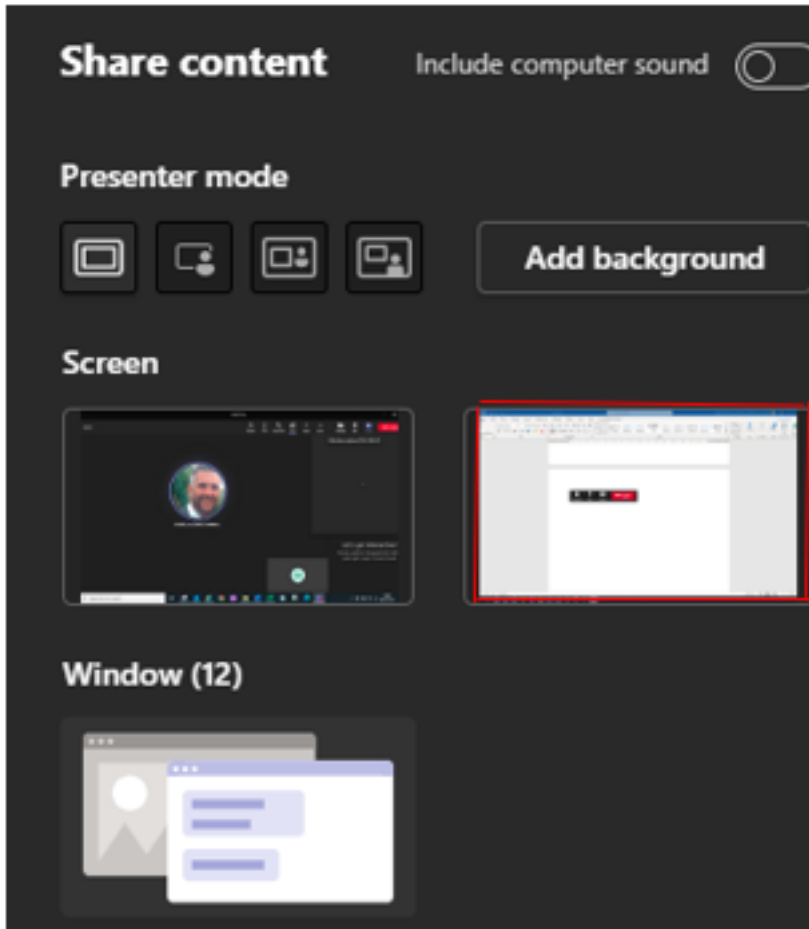 Share content
Include computer sound
Presenter mode
Add background
Screen
Window (12)